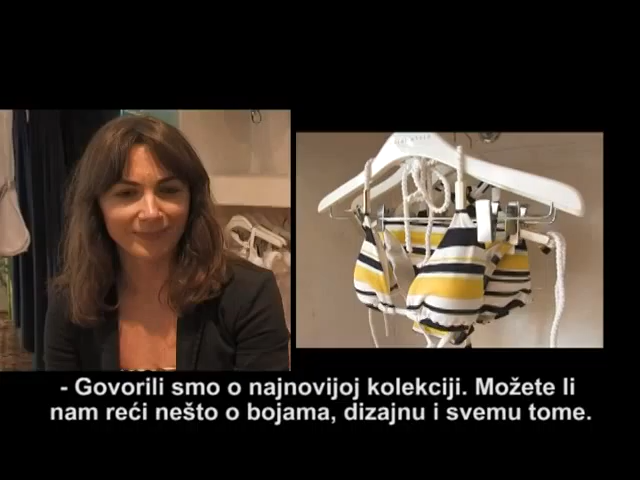 - Govorili smo o najnovijoj kolekciji. Možete li
nam reći nešto o bojama, dizajnu i svemu tome.